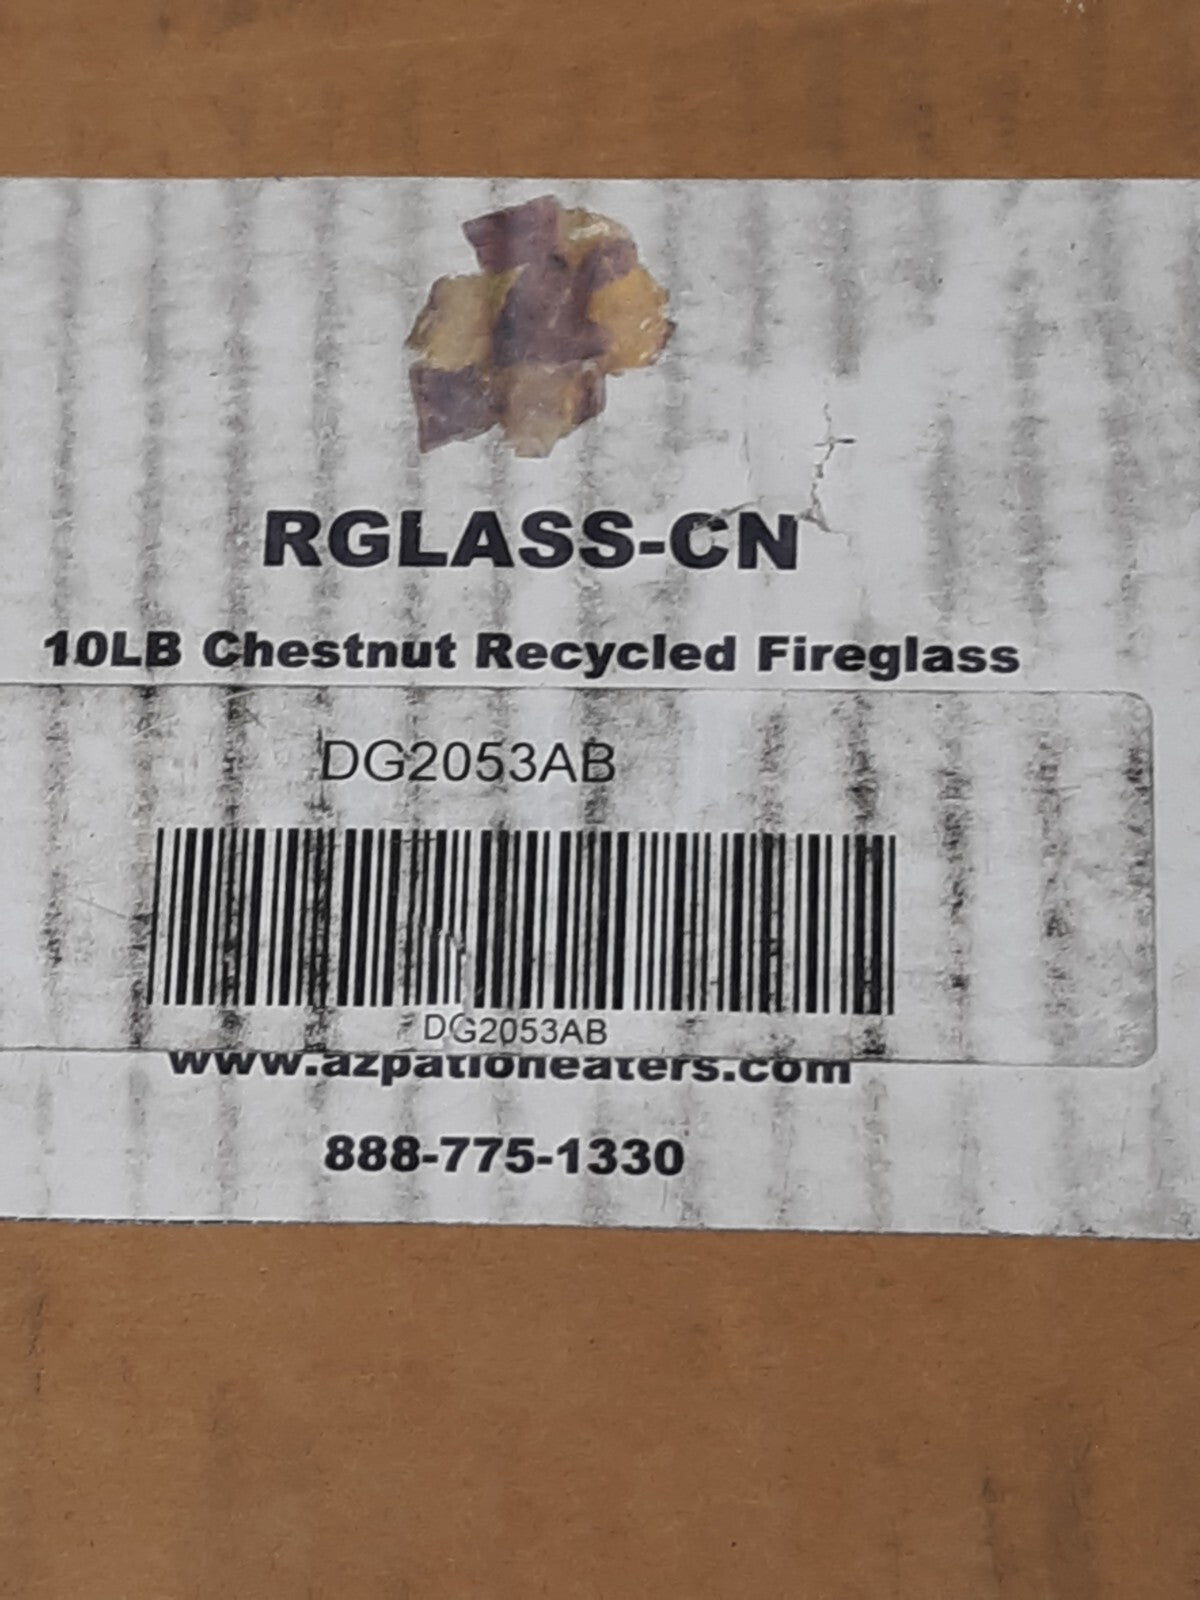 RGLASS-CN
10LB Chestnut Recycled Fireglass
DG2053AB
DG2053AB
www.azpatioheaters.com
888-775-1330